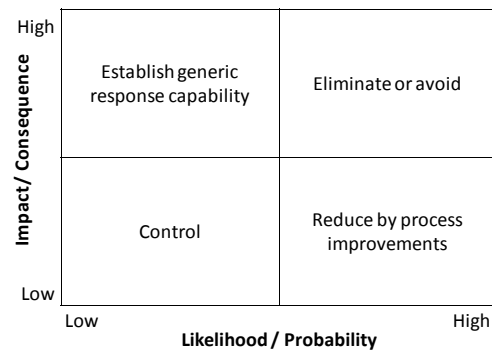 High
Establish generic
response capability
Eliminate or avoid
Impact/ Consequence
Control
Reduce by process
improvements
Low
Low
High
Likelihood / Probability